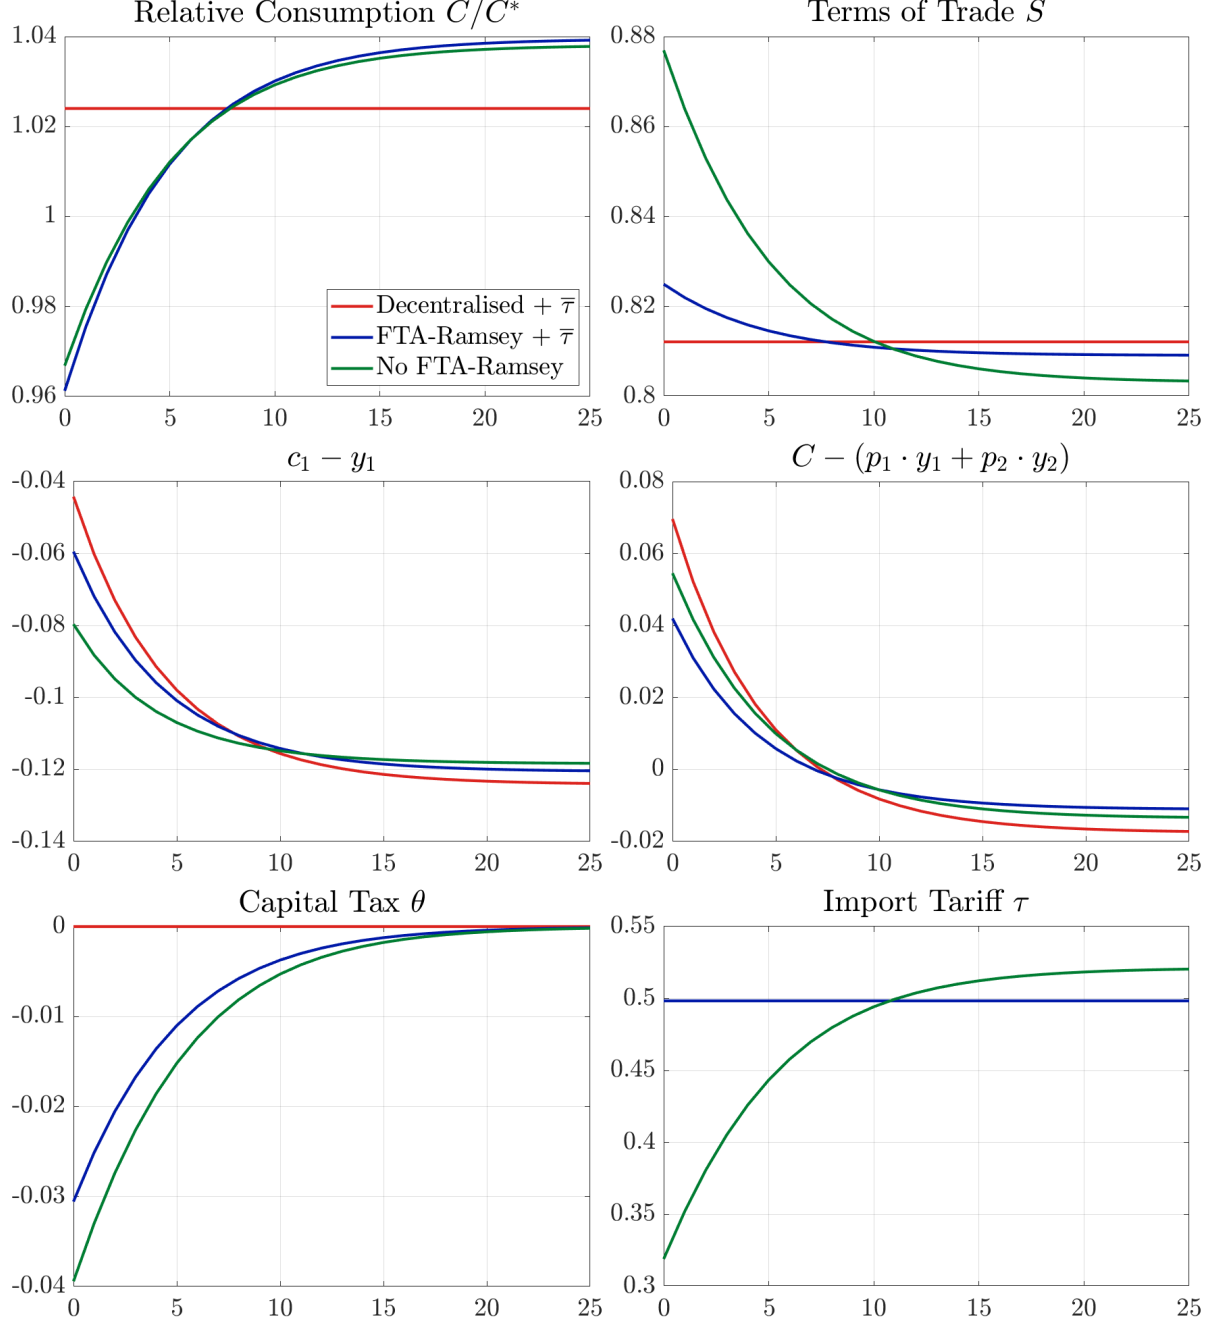 Relative Consumption C/C*
1.04
1.02
1
0.98
0.96
0 5 10 15 20 25
Decentralised + τ̅
FTA-Ramsey + τ̅
No FTA-Ramsey
Terms of Trade S
0.88
0.86
0.84
0.82
0.8
0 5 10 15 20 25
c₁ − y₁
-0.04
-0.06
-0.08
-0.1
-0.12
-0.14
0 5 10 15 20 25
C − (p₁ · y₁ + p₂ · y₂)
0.08
0.06
0.04
0.02
0
-0.02
0 5 10 15 20 25
Capital Tax θ
0
-0.01
-0.02
-0.03
-0.04
0 5 10 15 20 25
Import Tariff τ
0.55
0.5
0.45
0.4
0.35
0.3
0 5 10 15 20 25